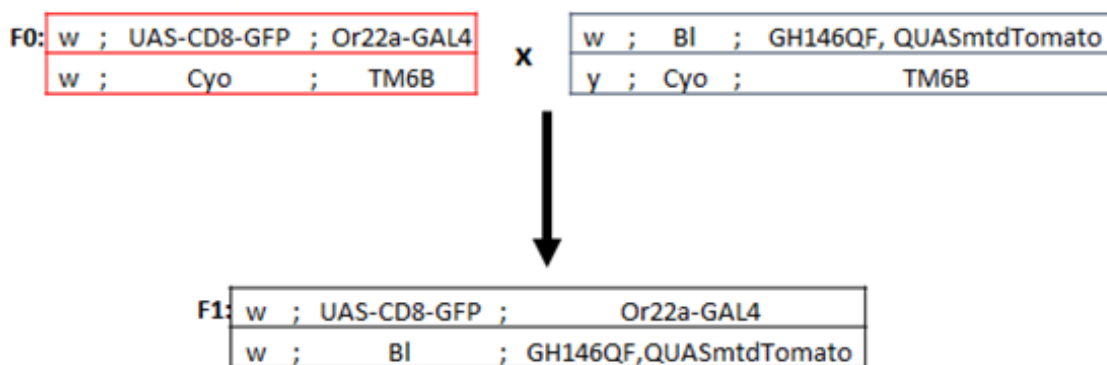 F0: w ; UAS-CD8-GFP ; Or22a-GAL4 x w ; Bl ; GH146QF, QUASmtdTomato
w ; Cyo ; TM6B y ; Cyo ; TM6B
F1: w ; UAS-CD8-GFP ; Or22a-GAL4
w ; Bl ; GH146QF,QUASmtdTomato